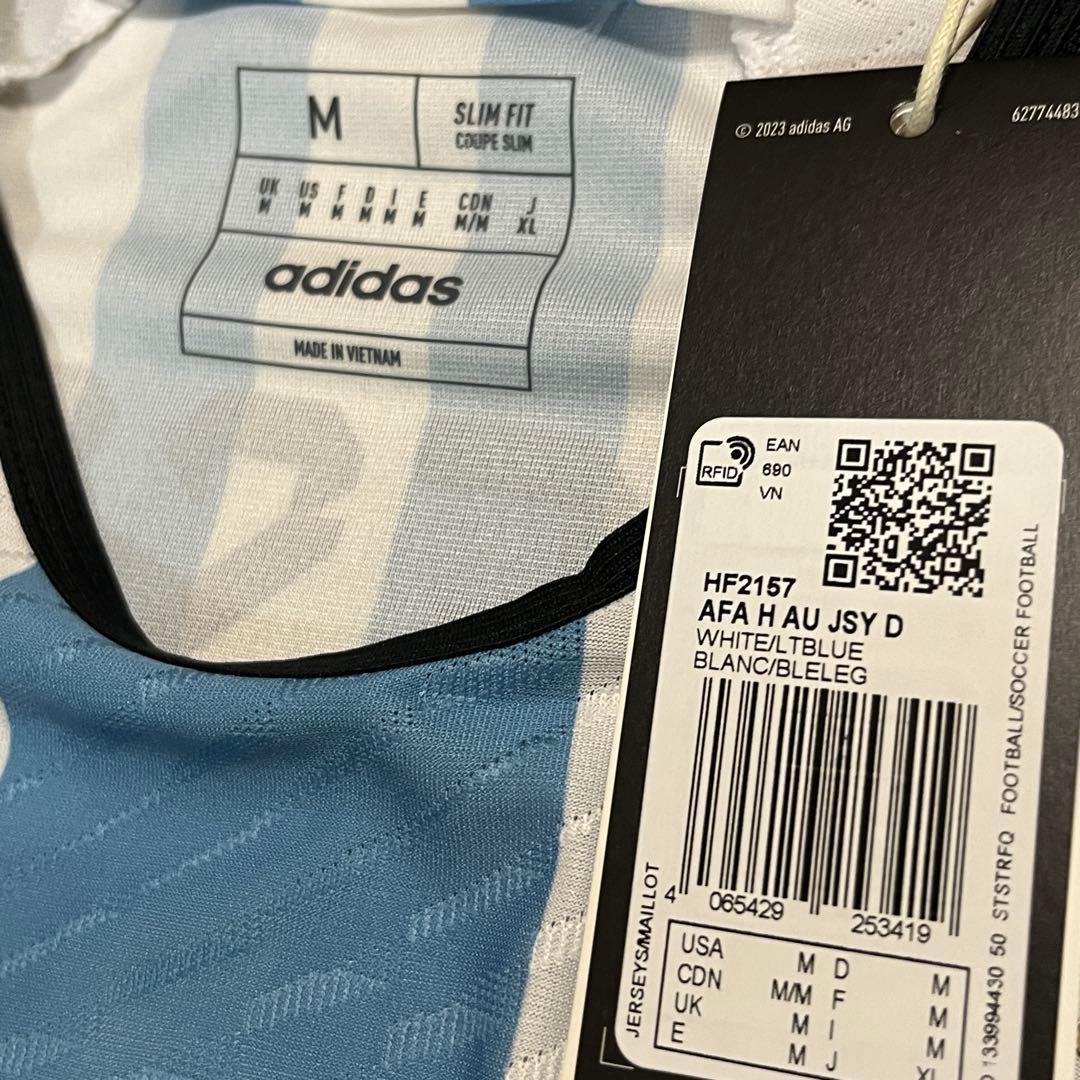 M
SLIM FIT
COUPE SLIM
UK US F D I E CDN J
M M M M M M M/M XL
adidas
MADE IN VIETNAM
© 2023 adidas AG
62774483
RFID
EAN
690
VN
HF2157
AFA H AU JSY D
WHITE/LTBLUE
BLANC/BLELEG
4 065429 253419
JERSEYS/MAILLOT
USA M D M
CDN M/M F M
UK M I M
E M J XL
133994430 50 STSTRFQ FOOTBALL/SOCCER FOOTBALL